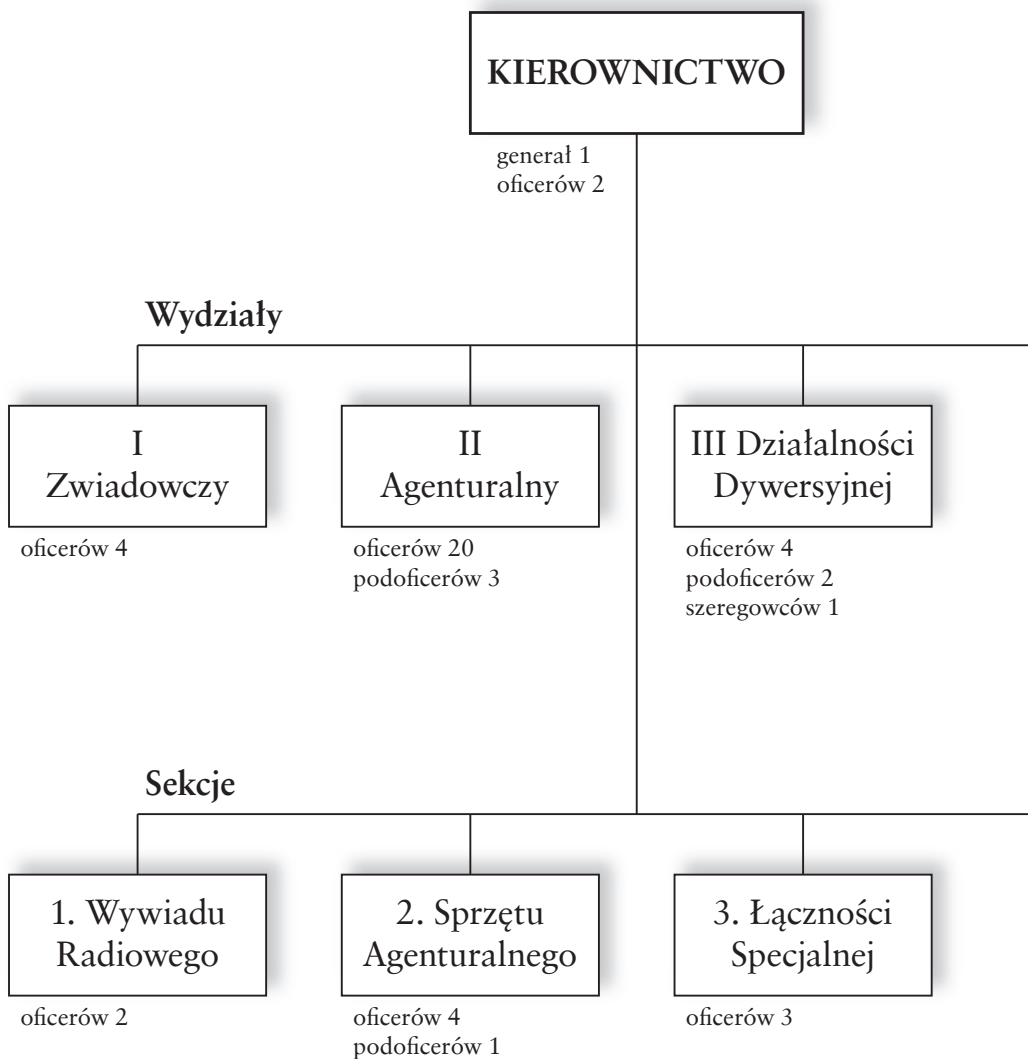 KIEROWNICTWO
generał 1
oficerów 2
Wydziały
I
Zwiadowczy
oficerów 4
II
Agenturalny
oficerów 20
podoficerów 3
III Działalności
Dywersyjnej
oficerów 4
podoficerów 2
szeregowców 1
Sekcje
1. Wywiadu
Radiowego
oficerów 2
2. Sprzętu
Agenturalnego
oficerów 4
podoficerów 1
3. Łączności
Specjalnej
oficerów 3